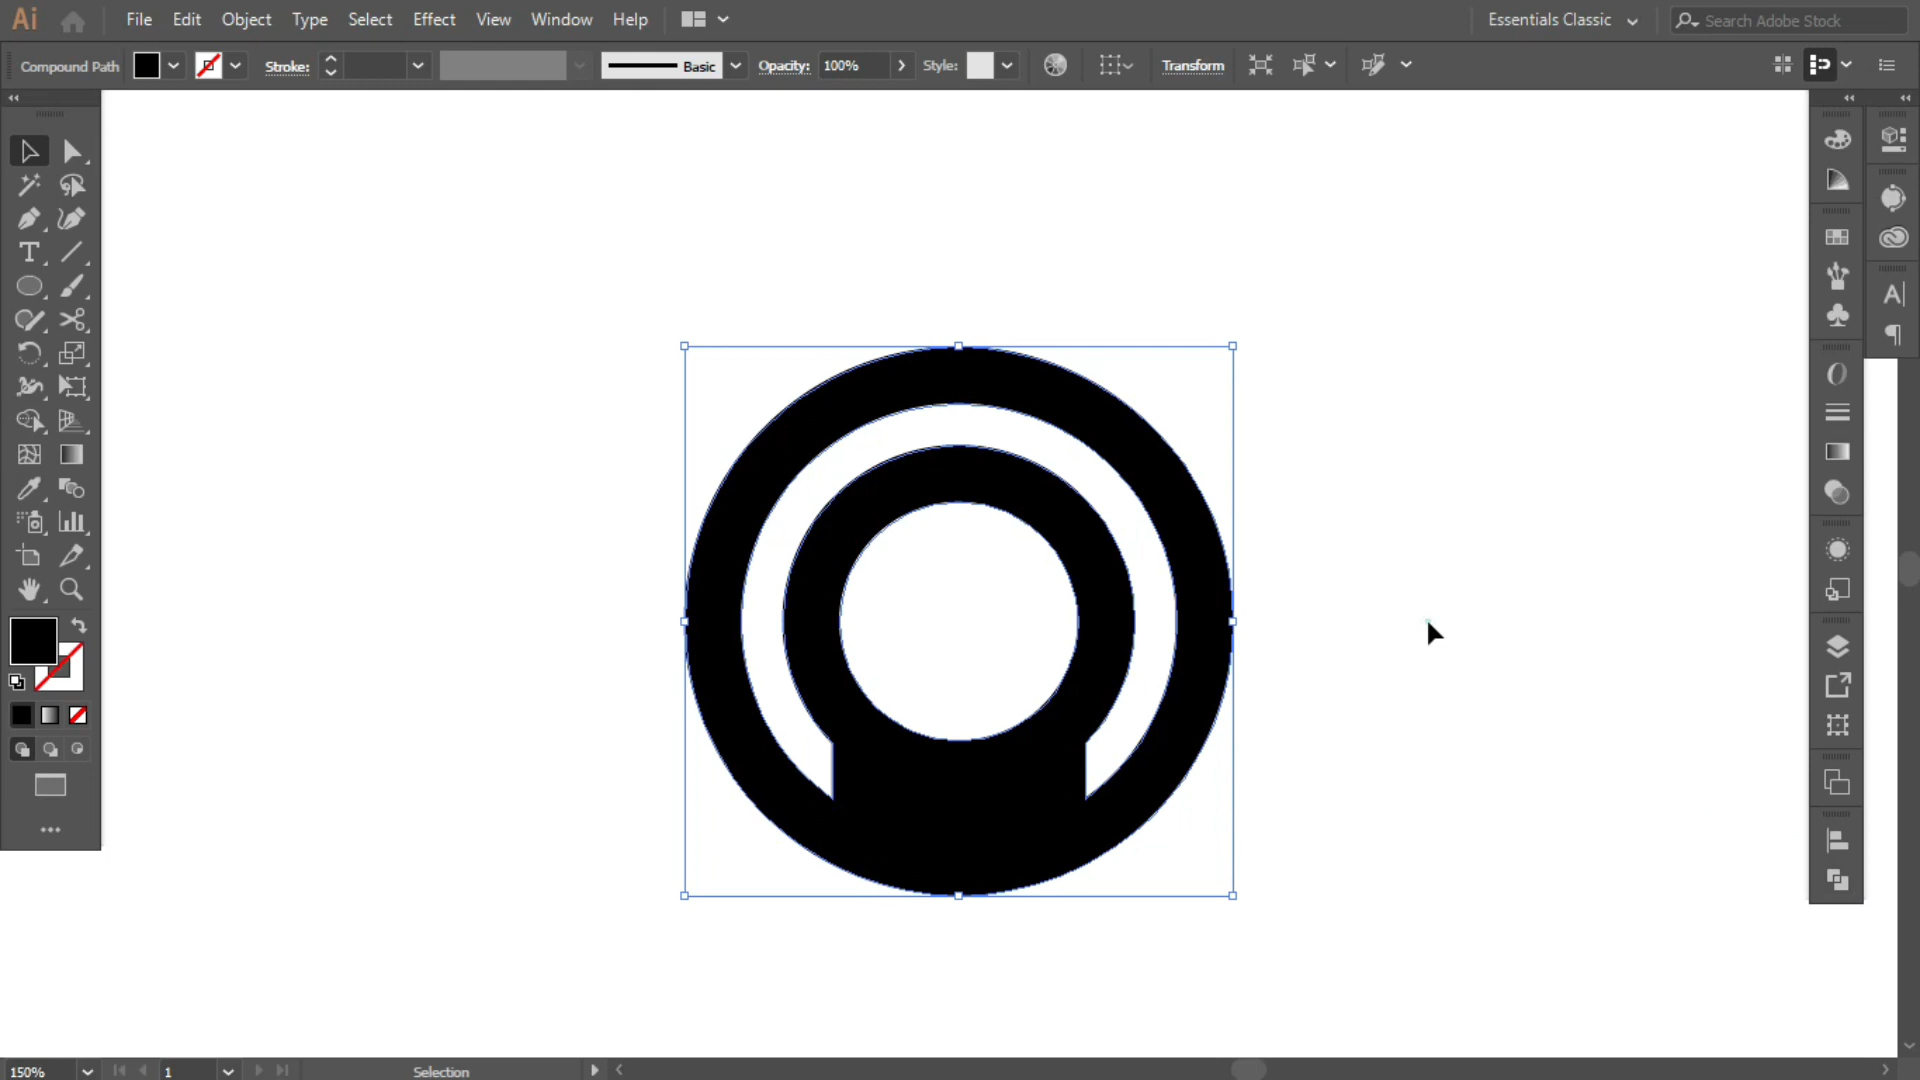 Ai File Edit Object Type Select Effect View Window Help Essentials Classic Search Adobe Stock
Compound Path Stroke: Basic Opacity: 100% Style: Transform
150% 1 Selection